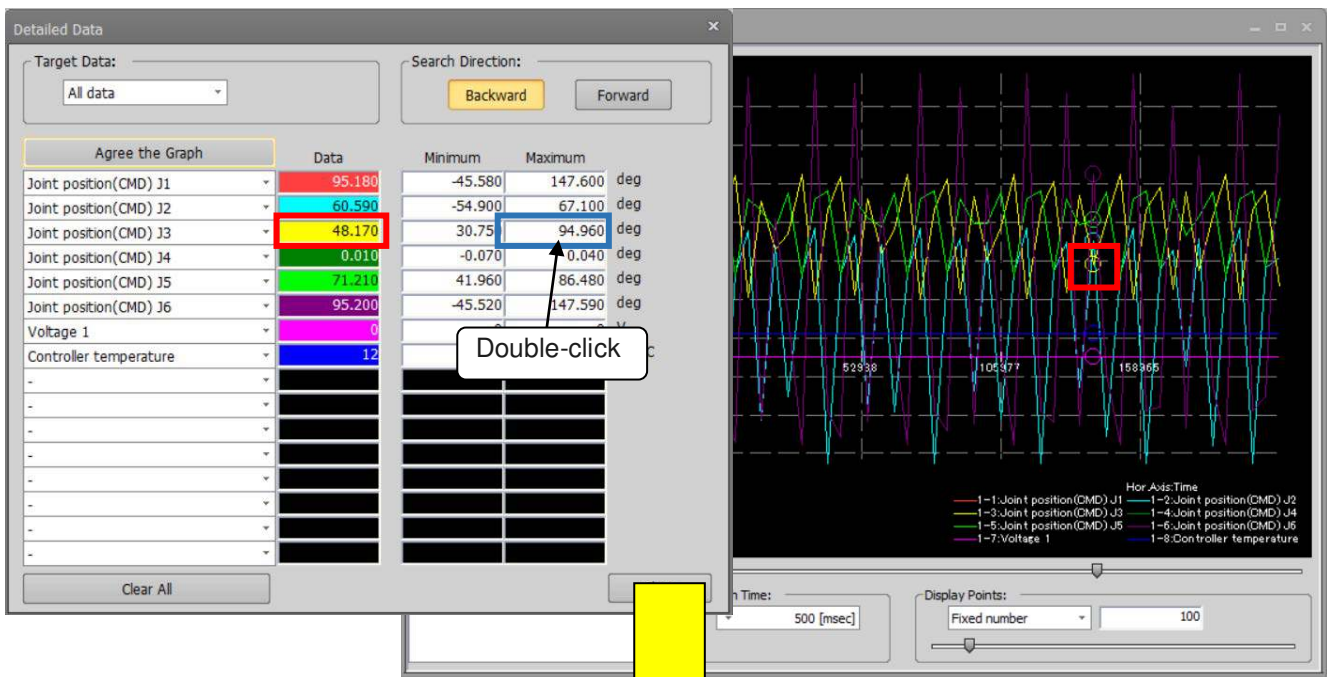 Detailed Data
Target Data:
All data
Search Direction:
Backward Forward
Agree the Graph Data Minimum Maximum
Joint position(CMD) J1 95.180 -45.580 147.600 deg
Joint position(CMD) J2 60.590 -54.900 67.100 deg
Joint position(CMD) J3 48.170 30.750 94.960 deg
Joint position(CMD) J4 0.010 -0.070 0.040 deg
Joint position(CMD) J5 71.210 41.960 86.480 deg
Joint position(CMD) J6 95.200 -45.520 147.590 deg
Voltage 1 0
Controller temperature 12
-
-
-
-
-
-
-
-
Double-click
Clear All
52988 105977 158965
Hor.Axis:Time
1-1:Joint position(CMD) J1 1-2:Joint position(CMD) J2
1-3:Joint position(CMD) J3 1-4:Joint position(CMD) J4
1-5:Joint position(CMD) J5 1-6:Joint position(CMD) J6
1-7:Voltage 1 1-8:Controller temperature
Time:
500 [msec]
Display Points:
Fixed number 100